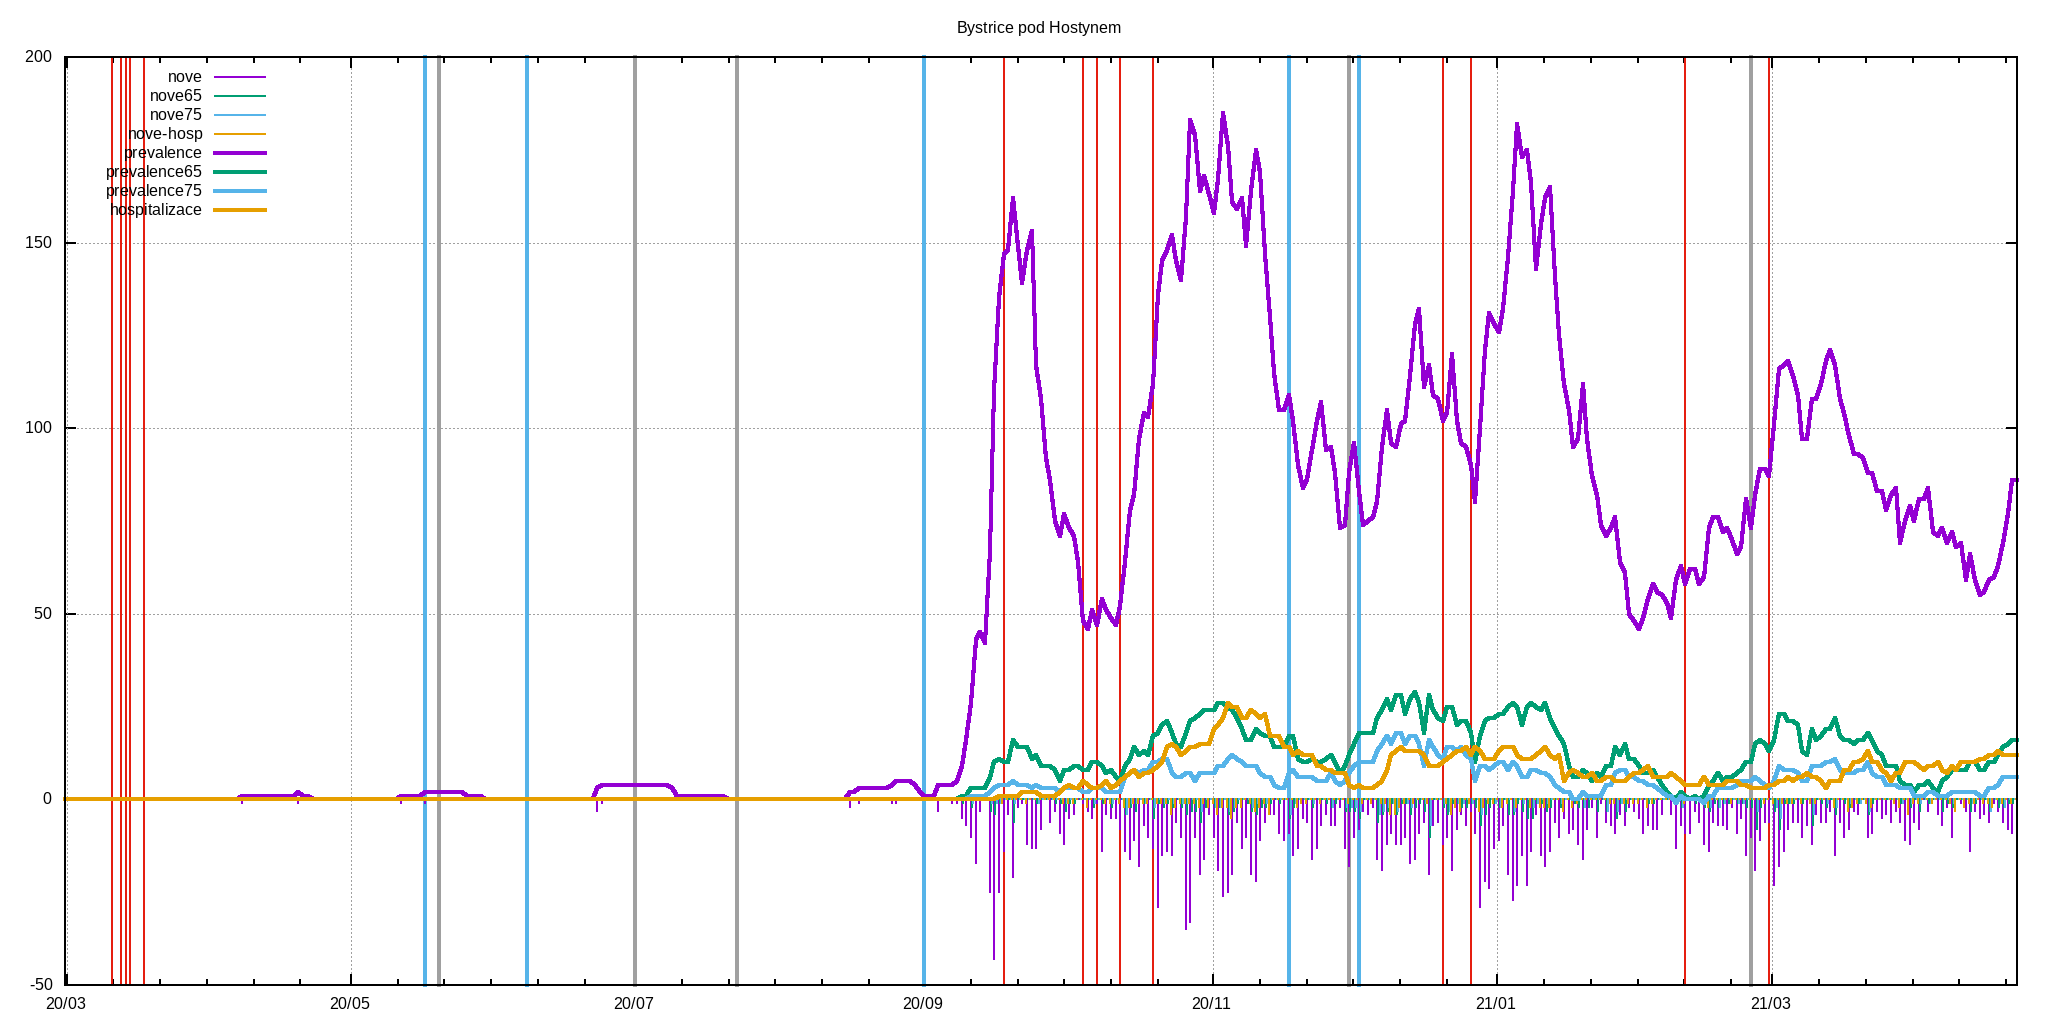 Bystrice pod Hostynem
200
150
100
50
0
-50
nove
nove65
nove75
nove-hosp
prevalence
prevalence65
prevalence75
hospitalizace
20/03
20/05
20/07
20/09
20/11
21/01
21/03